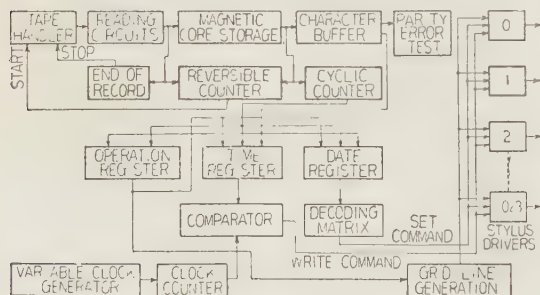 TAPE
HANDLER
READING
CIRCUITS
MAGNETIC
CORE STORAGE
CHARACTER
BUFFER
PARITY
ERROR
TEST
0
START
STOP
END OF
RECORD
REVERSIBLE
COUNTER
CYCLIC
COUNTER
1
OPERATION
REGISTER
TIME
REGISTER
DATE
REGISTER
2
COMPARATOR
DECODING
MATRIX
SET
COMMAND
STYLUS
DRIVERS
WRITE COMMAND
VARIABLE CLOCK
GENERATOR
CLOCK
COUNTER
GRID LINE
GENERATION